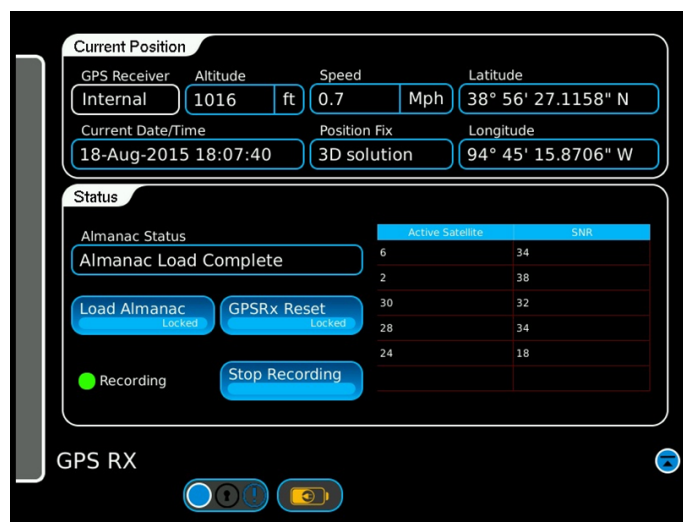 Current Position
GPS Receiver Altitude Speed Latitude
Internal 1016 ft 0.7 Mph 38° 56' 27.1158" N
Current Date/Time Position Fix Longitude
18-Aug-2015 18:07:40 3D solution 94° 45' 15.8706" W
Status
Almanac Status
Almanac Load Complete
Load Almanac
Locked
GPSRx Reset
Locked
Recording
Stop Recording
Active Satellite SNR
6 34
2 38
30 32
28 34
24 18
GPS RX